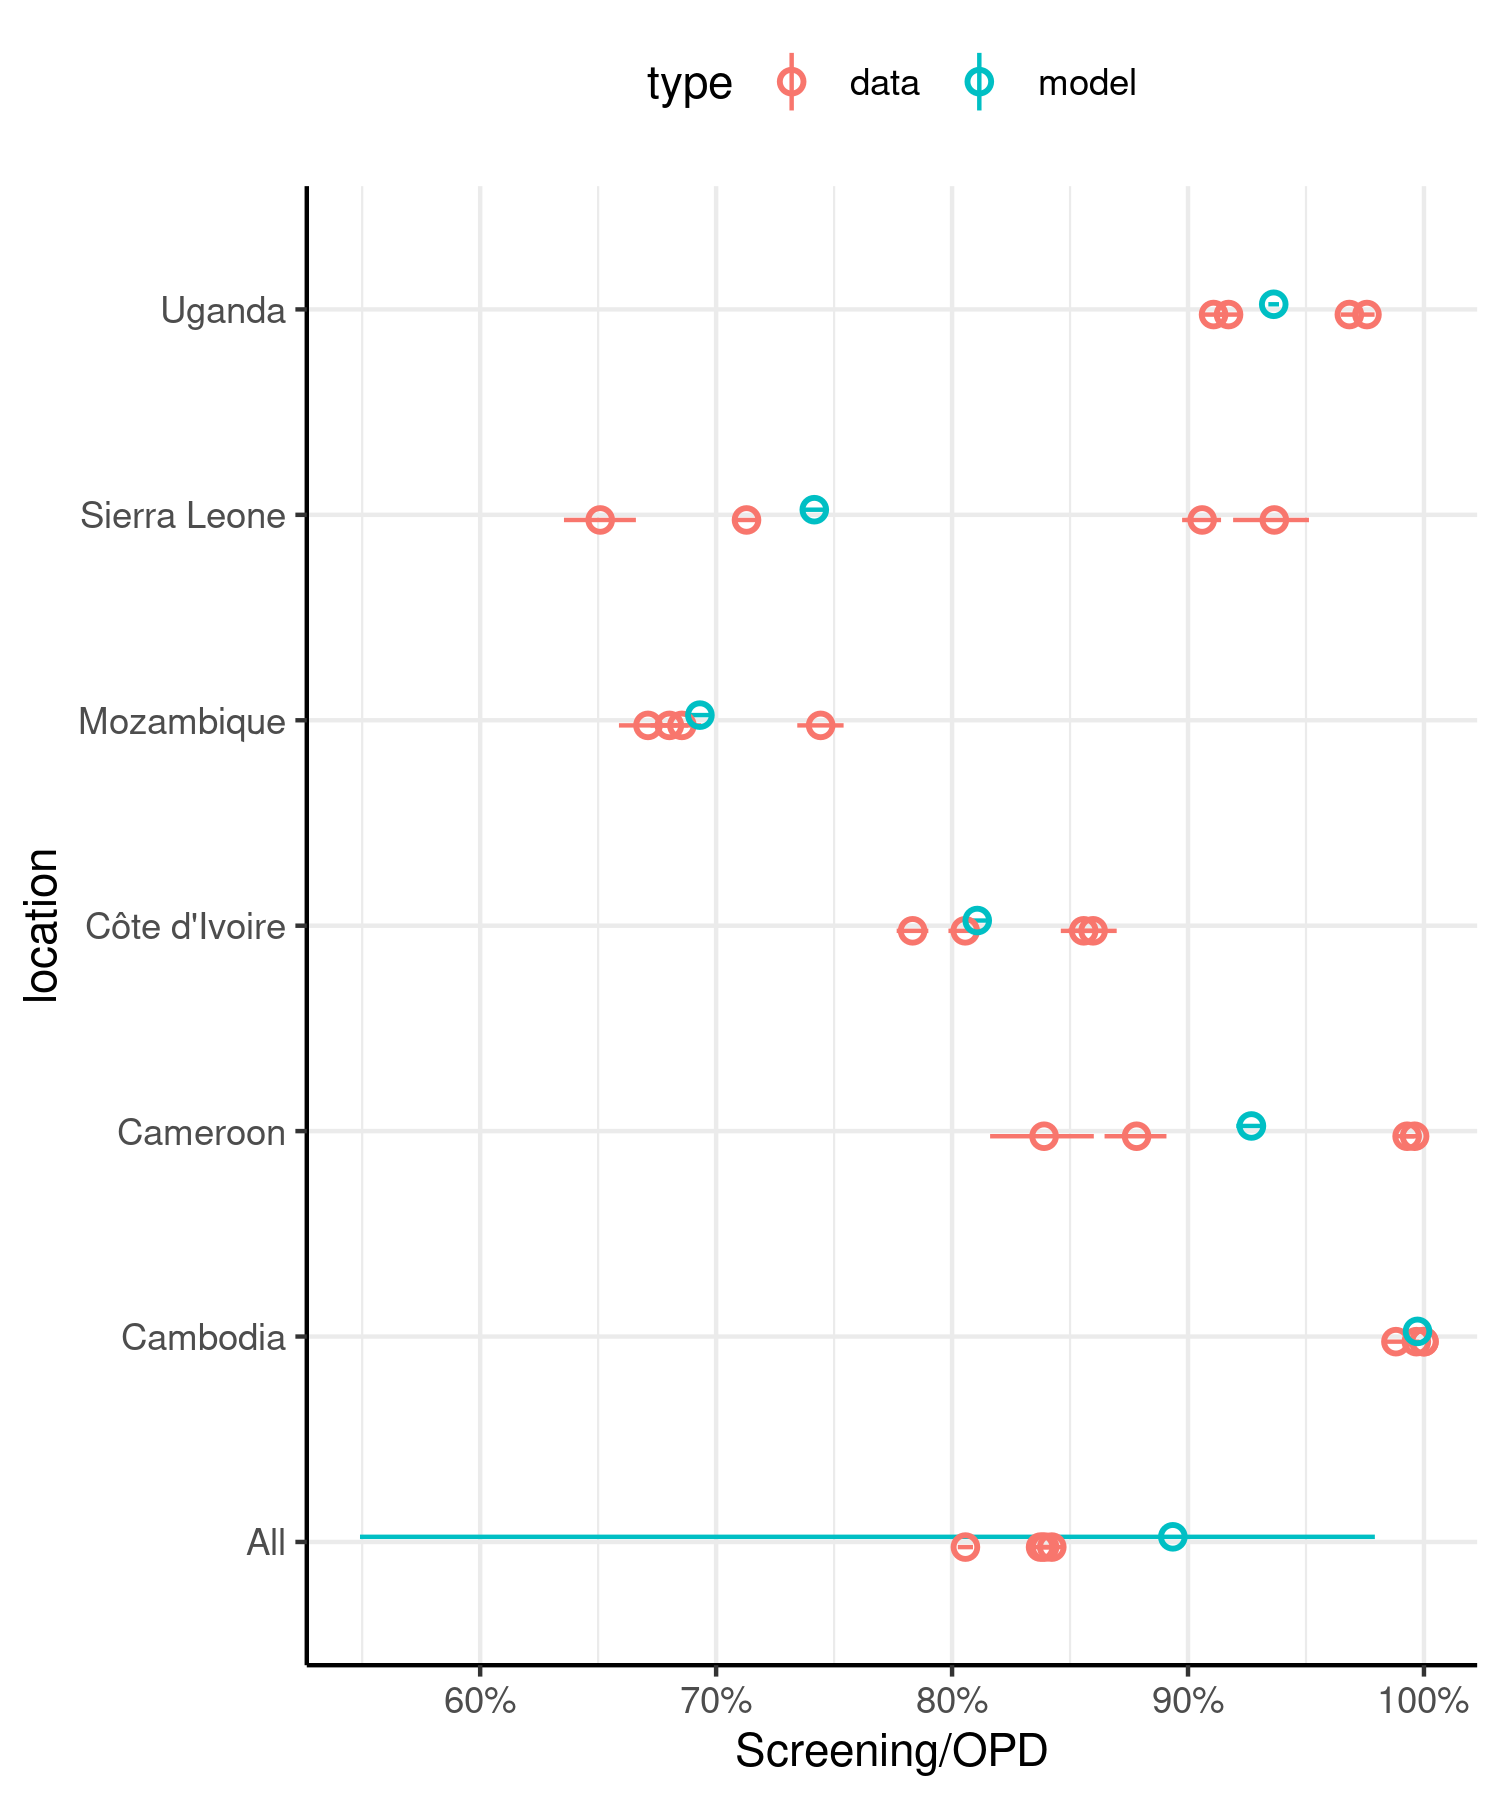 type data model
Uganda
Sierra Leone
Mozambique
Côte d'Ivoire
Cameroon
Cambodia
All
location
60% 70% 80% 90% 100%
Screening/OPD